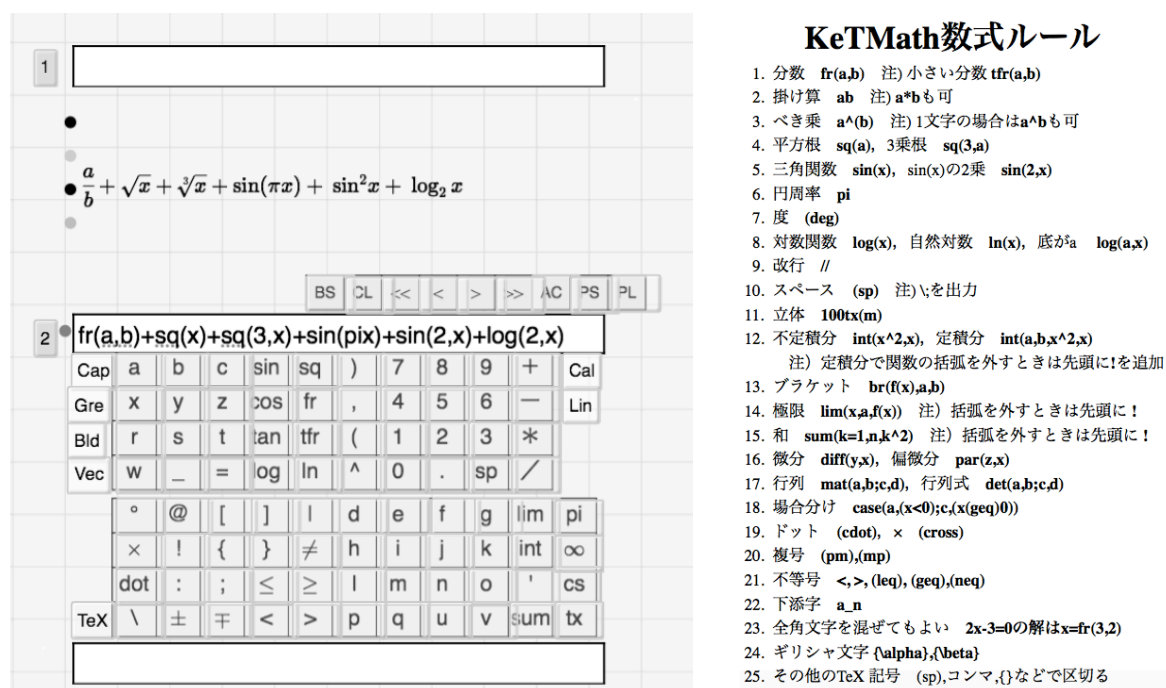 1
a/b + √x + ∛x + sin(πx) + sin²x + log₂ x
BS CL << < > >> AC PS PL
2 fr(a,b)+sq(x)+sq(3,x)+sin(pix)+sin(2,x)+log(2,x)
Cap a b c sin sq ) 7 8 9 + Cal
Gre x y z cos fr , 4 5 6 — Lin
Bld r s t tan tfr ( 1 2 3 *
Vec w _ = log ln ^ 0 . sp /
° @ [ ] | d e f g lim pi
× ! { } ≠ h i j k int ∞
dot : ; ≤ ≥ l m n o ' cs
TeX \ ± ∓ < > p q u v sum tx
KeTMath数式ルール
1. 分数 fr(a,b) 注) 小さい分数 tfr(a,b)
2. 掛け算 ab 注) a*bも可
3. べき乗 a^(b) 注) 1文字の場合はa^bも可
4. 平方根 sq(a), 3乗根 sq(3,a)
5. 三角関数 sin(x), sin(x)の2乗 sin(2,x)
6. 円周率 pi
7. 度 (deg)
8. 対数関数 log(x), 自然対数 ln(x), 底がa log(a,x)
9. 改行 //
10. スペース (sp) 注) \;を出力
11. 立体 100tx(m)
12. 不定積分 int(x^2,x), 定積分 int(a,b,x^2,x)
注）定積分で関数の括弧を外すときは先頭に!を追加
13. ブラケット br(f(x),a,b)
14. 極限 lim(x,a,f(x)) 注）括弧を外すときは先頭に！
15. 和 sum(k=1,n,k^2) 注）括弧を外すときは先頭に！
16. 微分 diff(y,x), 偏微分 par(z,x)
17. 行列 mat(a,b;c,d), 行列式 det(a,b;c,d)
18. 場合分け case(a,(x<0);c,(x(geq)0))
19. ドット (cdot), × (cross)
20. 複号 (pm),(mp)
21. 不等号 <, >, (leq), (geq),(neq)
22. 下添字 a_n
23. 全角文字を混ぜてもよい 2x-3=0の解はx=fr(3,2)
24. ギリシャ文字 {\alpha},{\beta}
25. その他のTeX 記号 (sp),コンマ,{}などで区切る